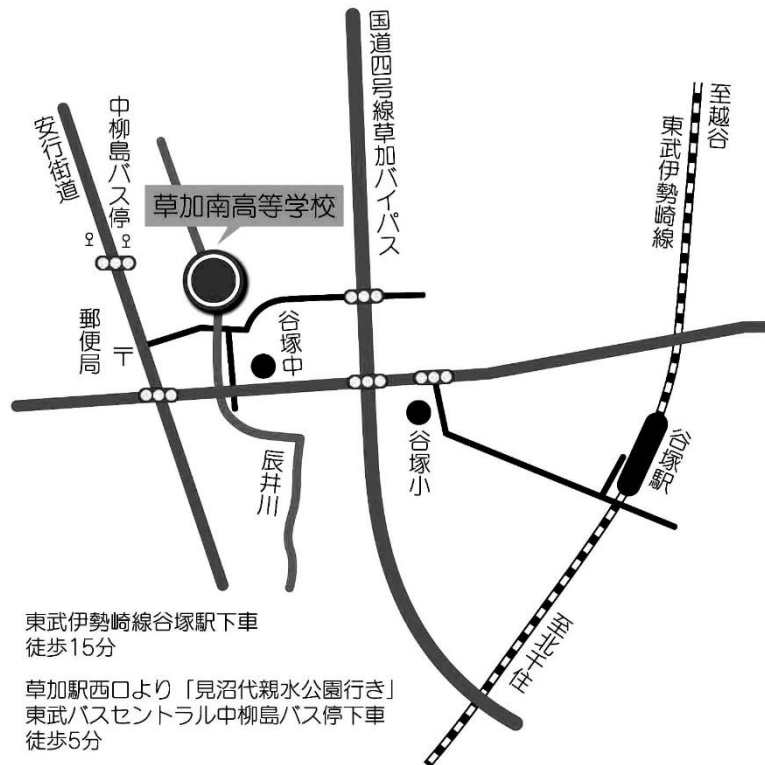 国道四号線草加バイパス
至越谷
東武伊勢崎線
安行街道
中柳島バス停
草加南高等学校
郵便局
〒
谷塚中
谷塚小
谷塚駅
辰井川
至北千住
東武伊勢崎線谷塚駅下車
徒歩15分
草加駅西口より「見沼代親水公園行き」
東武バスセントラル中柳島バス停下車
徒歩5分